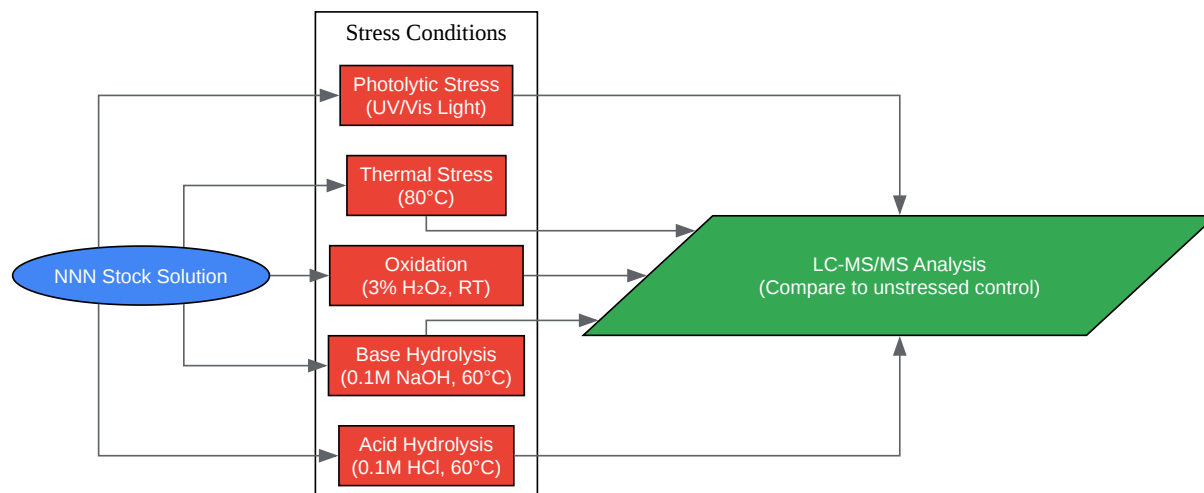 Stress Conditions
Photolytic Stress
(UV/Vis Light)
Thermal Stress
(80°C)
NNN Stock Solution
Oxidation
(3% H₂O₂, RT)
LC-MS/MS Analysis
(Compare to unstressed control)
Base Hydrolysis
(0.1M NaOH, 60°C)
Acid Hydrolysis
(0.1M HCl, 60°C)